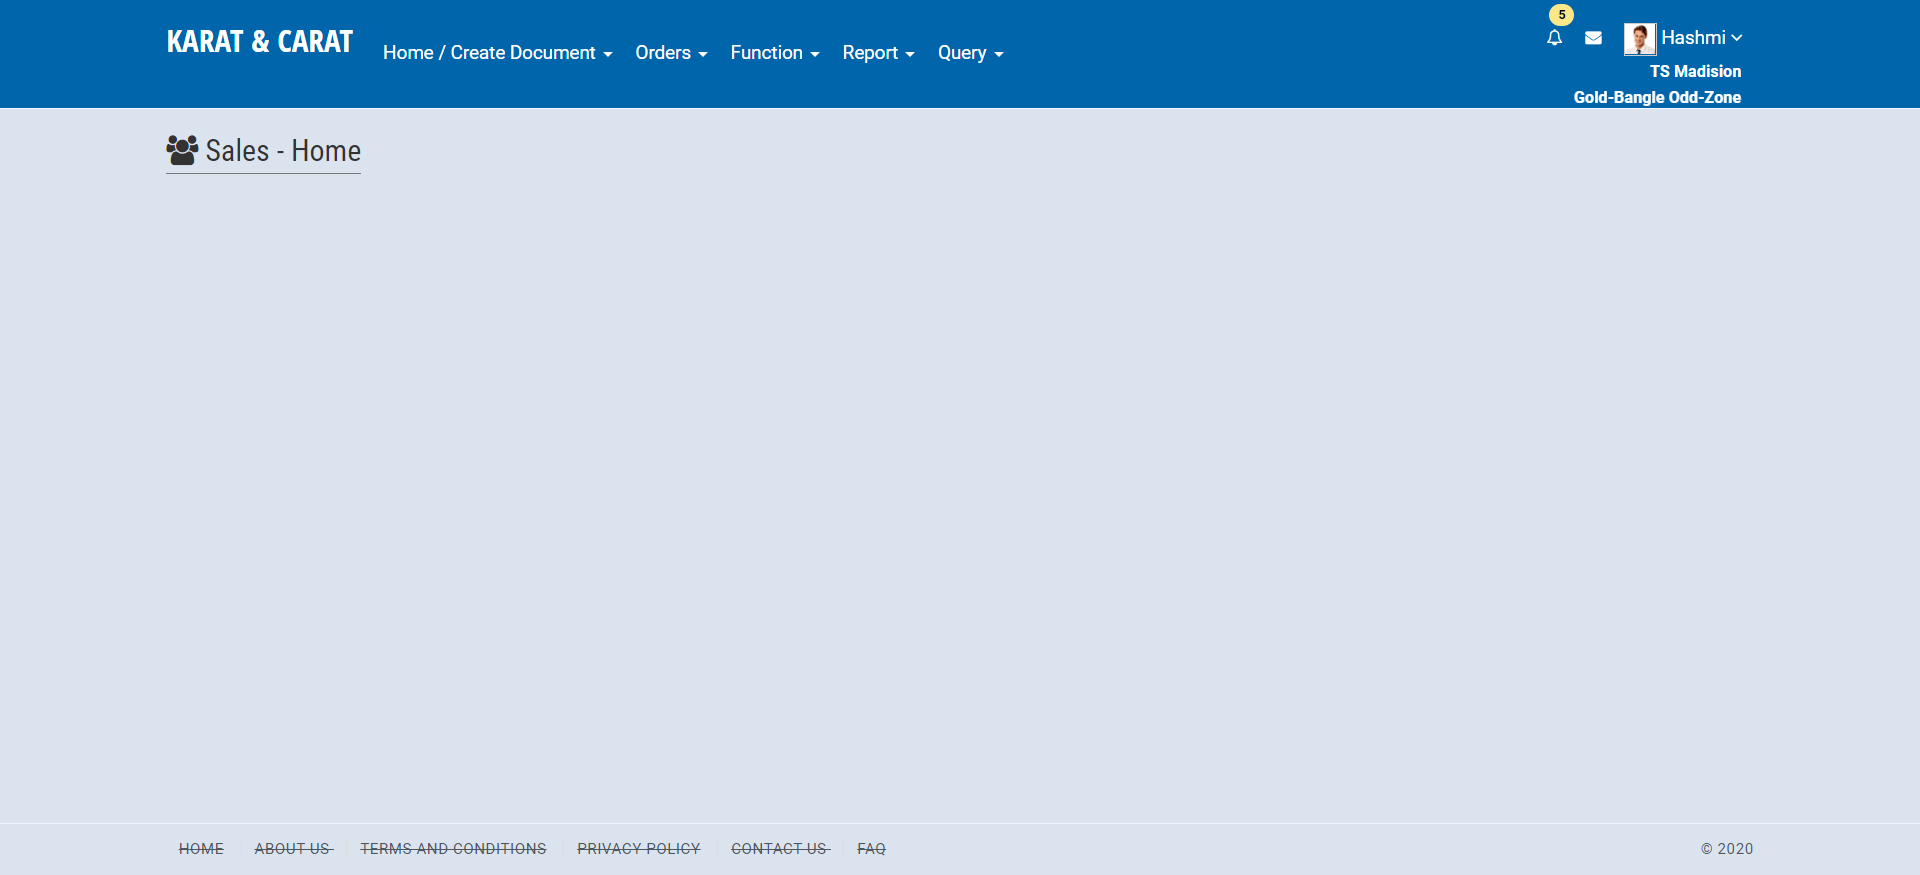 KARAT & CARAT
Home / Create Document
Orders
Function
Report
Query
5
Hashmi
TS Madision
Gold-Bangle Odd-Zone
Sales - Home
HOME
ABOUT US
TERMS AND CONDITIONS
PRIVACY POLICY
CONTACT US
FAQ
© 2020